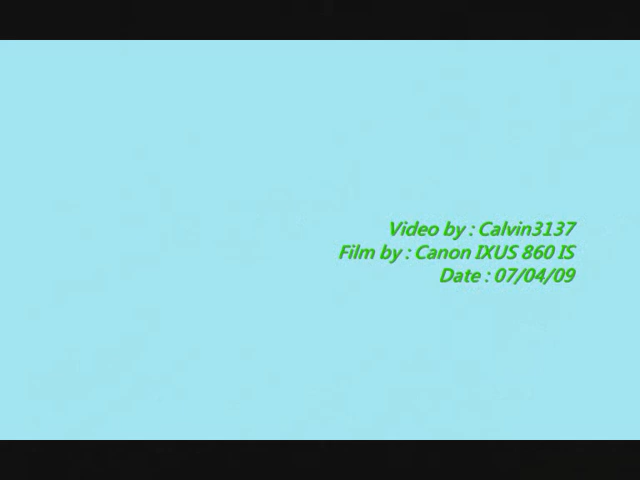 Video by : Calvin3137
Film by : Canon IXUS 860 IS
Date : 07/04/09